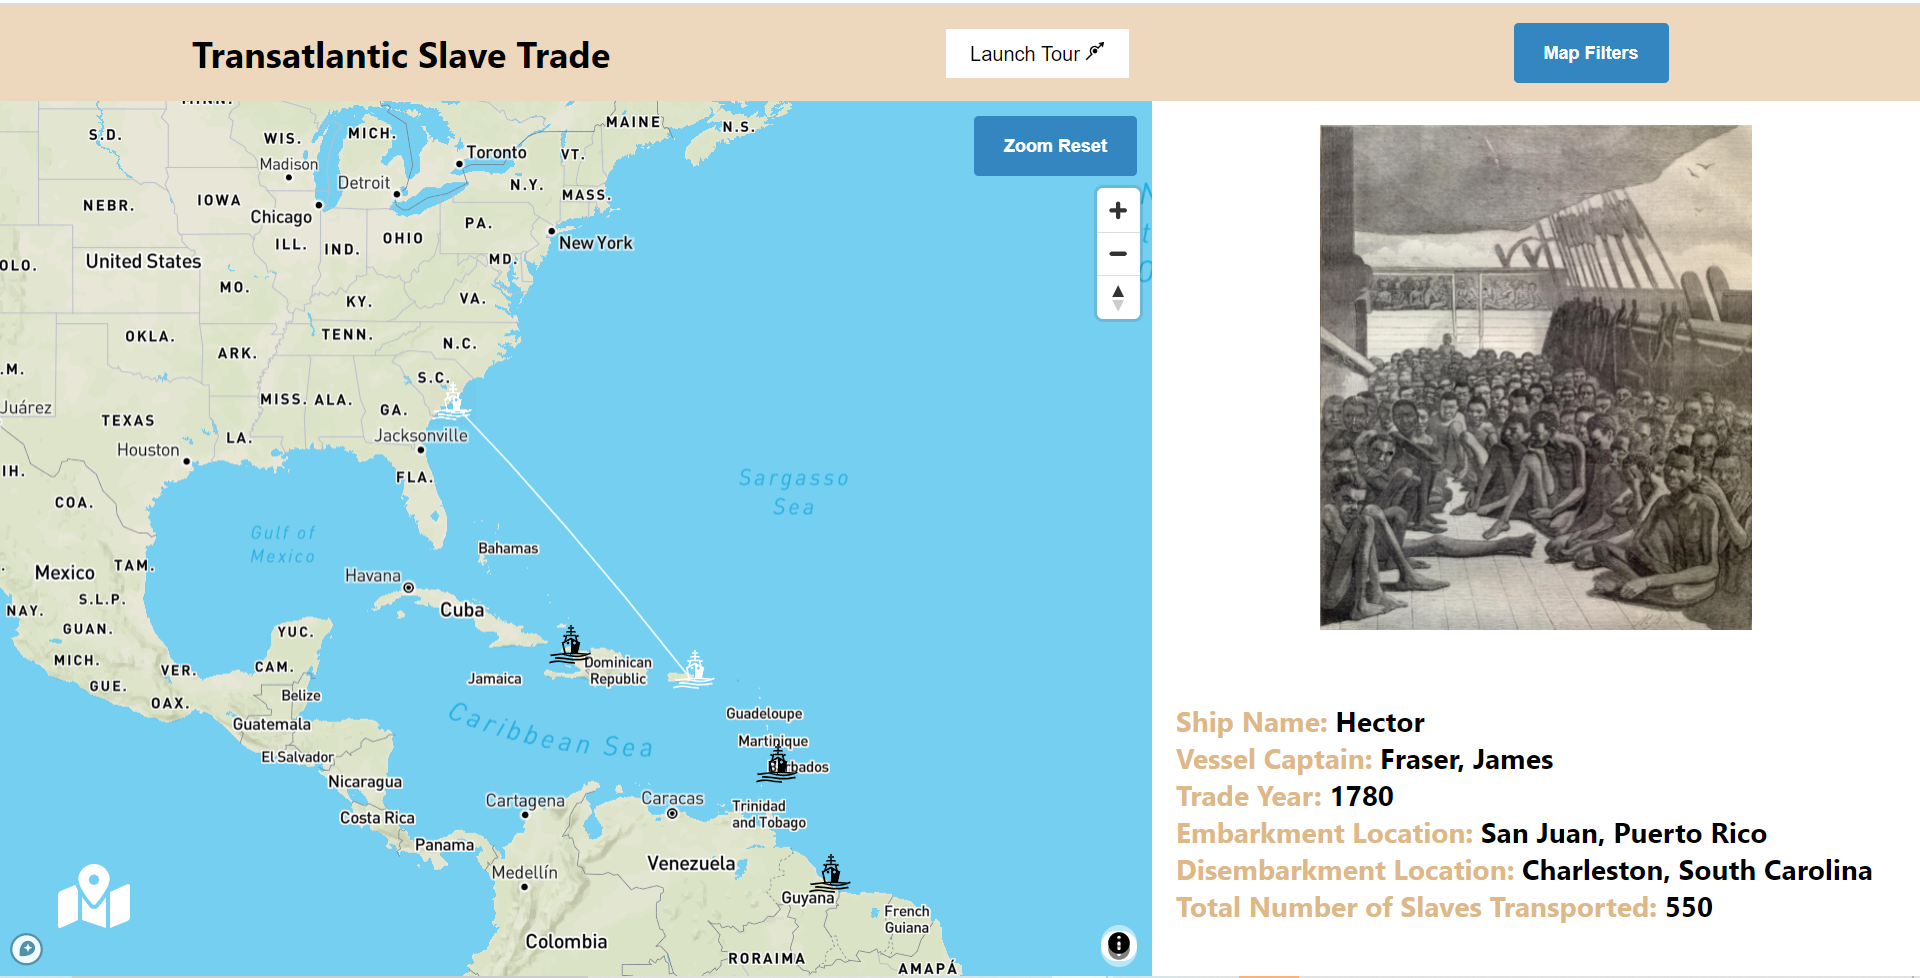 Transatlantic Slave Trade
Launch Tour
Map Filters
Zoom Reset
MAINE
N.S.
S.D.
WIS.
MICH.
Madison
Toronto
VT.
Detroit
N.Y.
MASS.
NEBR.
IOWA
Chicago
PA.
New York
ILL.
IND.
OHIO
MD.
OLO.
United States
MO.
KY.
VA.
OKLA.
TENN.
N.C.
ARK.
.M.
S.C.
Juárez
MISS.
ALA.
GA.
TEXAS
Jacksonville
LA.
Houston
IH.
FLA.
Sargasso
Sea
COA.
Gulf of
Mexico
Bahamas
Mexico
TAM.
Havana
NAY.
S.L.P.
Cuba
GUAN.
YUC.
MICH.
VER.
CAM.
Dominican
Republic
Jamaica
GUE.
OAX.
Belize
Guatemala
Caribbean Sea
Guadeloupe
Martinique
El Salvador
Nicaragua
Cartagena
Caracas
Trinidad
and Tobago
Costa Rica
Panama
Medellín
Venezuela
Guyana
French
Guiana
Colombia
RORAIMA
AMAPÁ
Ship Name: Hector
Vessel Captain: Fraser, James
Trade Year: 1780
Embarkment Location: San Juan, Puerto Rico
Disembarkment Location: Charleston, South Carolina
Total Number of Slaves Transported: 550